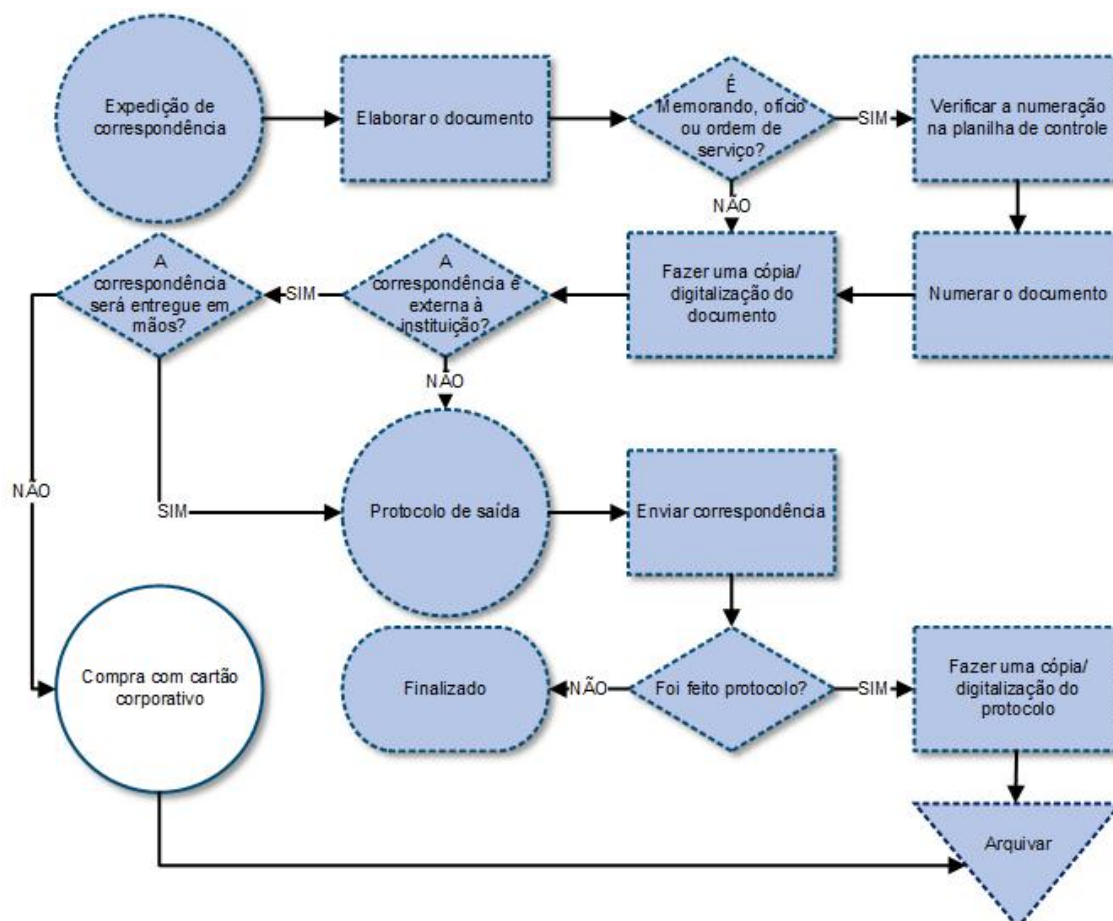 Expedição de
correspondência
Elaborar o documento
É
Memorando, ofício
ou ordem de
serviço?
SIM
Verificar a numeração
na planilha de controle
NÃO
A
correspondência
será entregue em
mãos?
SIM
A
correspondência é
externa à
instituição?
Fazer uma cópia/
digitalização do
documento
Numerar o documento
NÃO
NÃO
SIM
Protocolo de saída
Enviar correspondência
Compra com cartão
corporativo
Finalizado
NÃO
Foi feito protocolo?
SIM
Fazer uma cópia/
digitalização do
protocolo
Arquivar